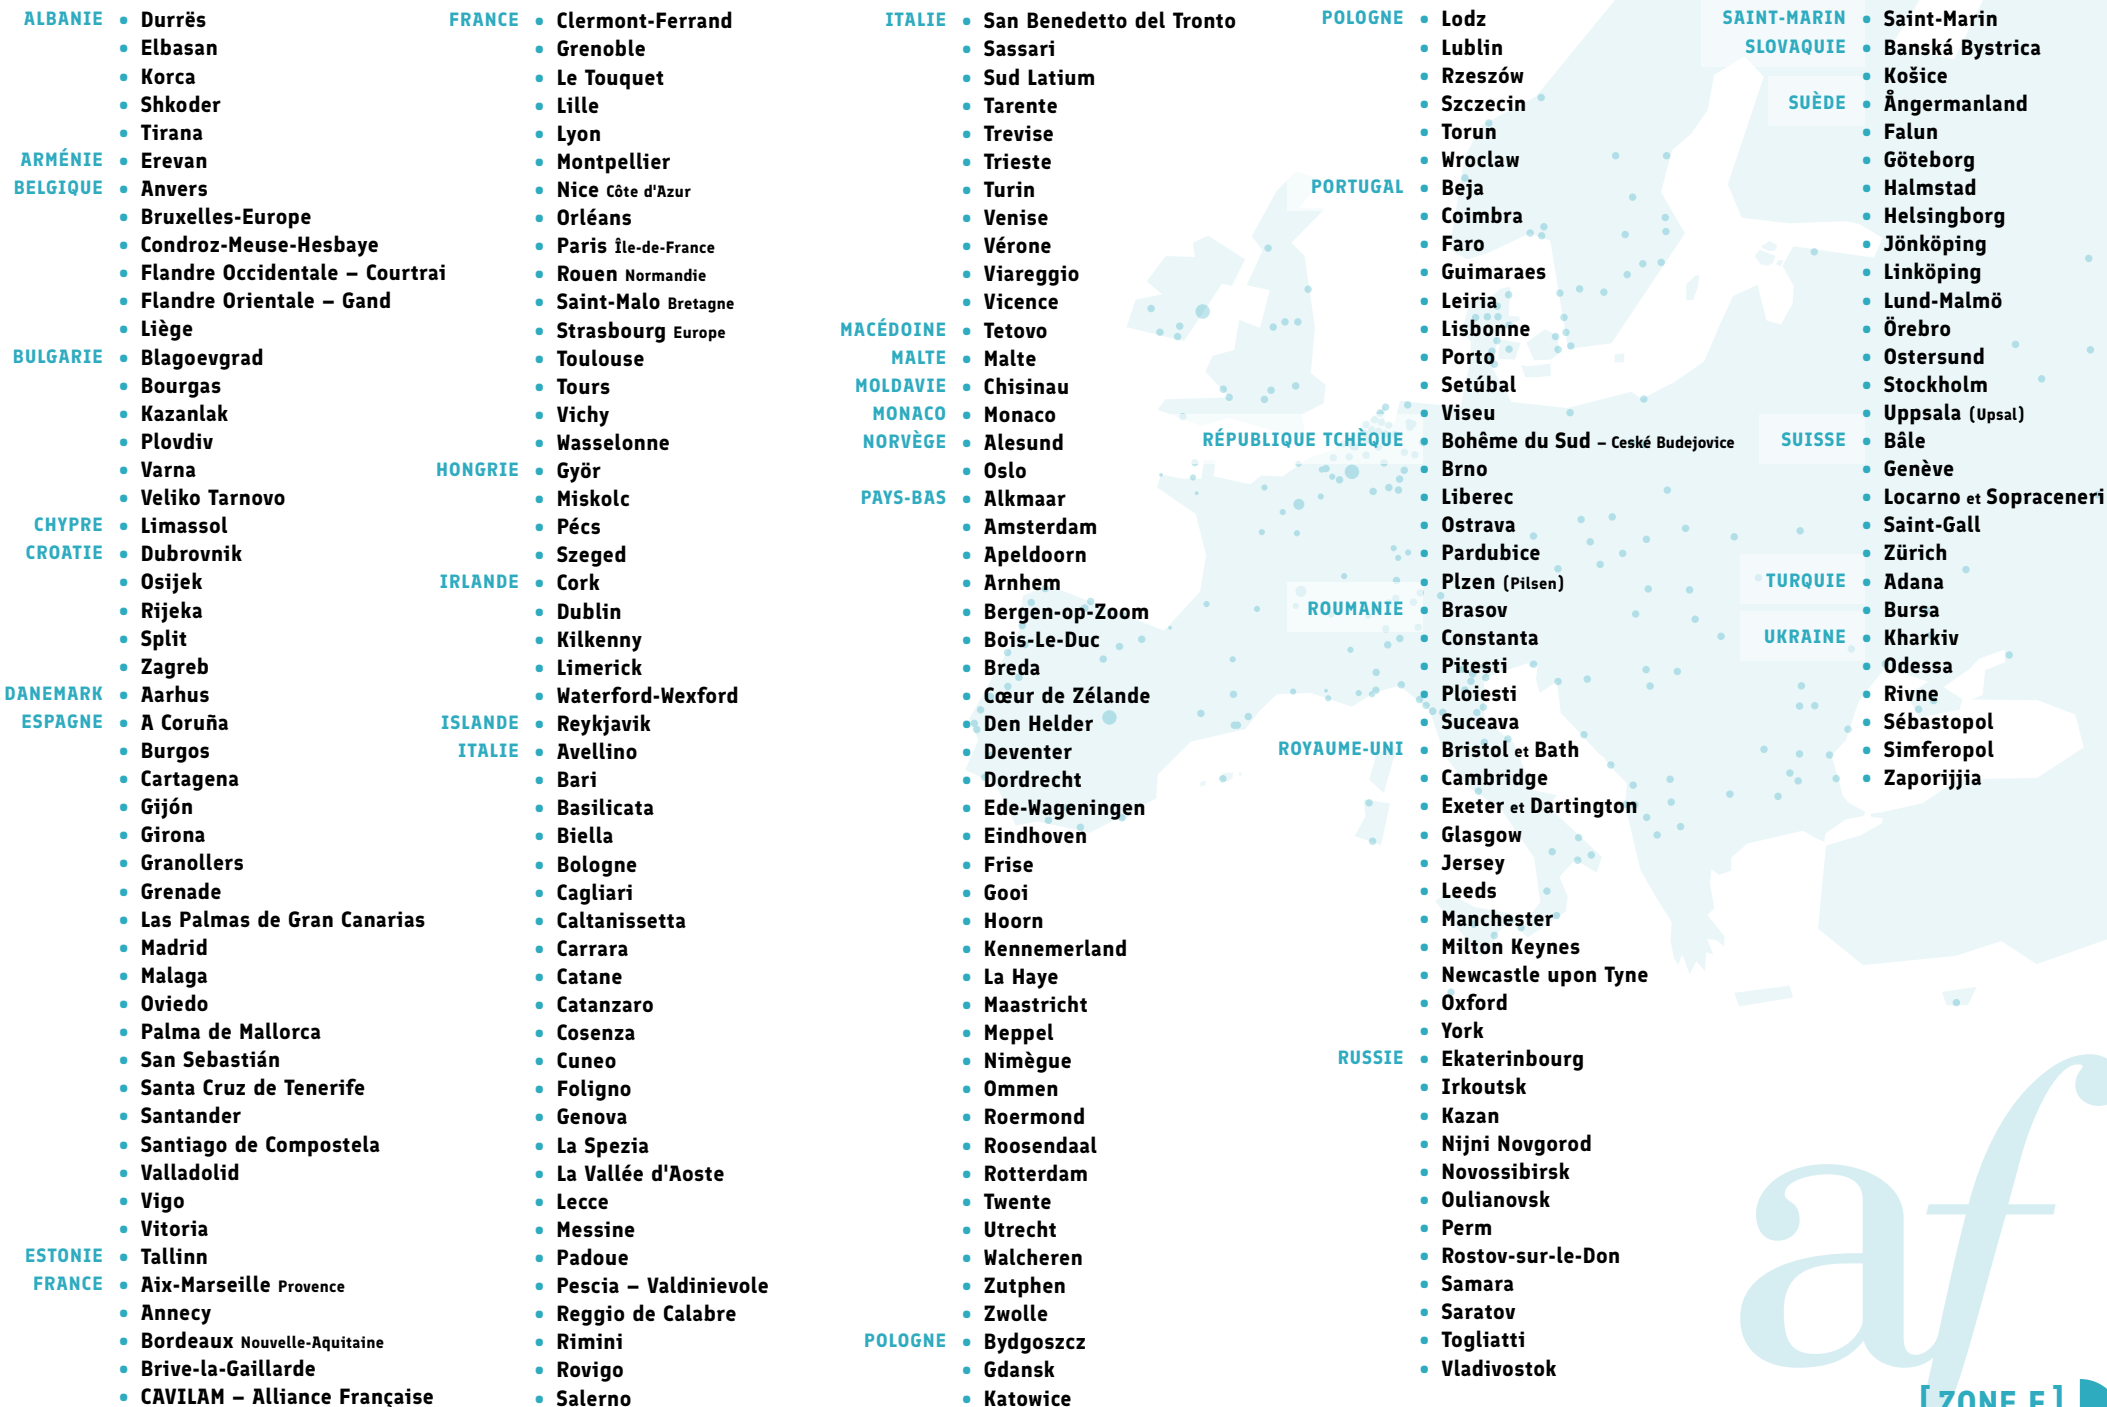 ALBANIE • Durrës
• Elbasan
• Korca
• Shkoder
• Tirana
ARMÉNIE • Erevan
BELGIQUE • Anvers
• Bruxelles-Europe
• Condroz-Meuse-Hesbaye
• Flandre Occidentale – Courtrai
• Flandre Orientale – Gand
• Liège
BULGARIE • Blagoevgrad
• Bourgas
• Kazanlak
• Plovdiv
• Varna
• Veliko Tarnovo
CHYPRE • Limassol
CROATIE • Dubrovnik
• Osijek
• Rijeka
• Split
• Zagreb
DANEMARK • Aarhus
ESPAGNE • A Coruña
• Burgos
• Cartagena
• Gijón
• Girona
• Granollers
• Grenade
• Las Palmas de Gran Canarias
• Madrid
• Malaga
• Oviedo
• Palma de Mallorca
• San Sebastián
• Santa Cruz de Tenerife
• Santander
• Santiago de Compostela
• Valladolid
• Vigo
• Vitoria
ESTONIE • Tallinn
FRANCE • Aix-Marseille Provence
• Annecy
• Bordeaux Nouvelle-Aquitaine
• Brive-la-Gaillarde
• CAVILAM – Alliance Française
FRANCE • Clermont-Ferrand
• Grenoble
• Le Touquet
• Lille
• Lyon
• Montpellier
• Nice Côte d'Azur
• Orléans
• Paris Île-de-France
• Rouen Normandie
• Saint-Malo Bretagne
• Strasbourg Europe
• Toulouse
• Tours
• Vichy
• Wasselonne
HONGRIE • Györ
• Miskolc
• Pécs
• Szeged
IRLANDE • Cork
• Dublin
• Kilkenny
• Limerick
• Waterford-Wexford
ISLANDE • Reykjavik
ITALIE • Avellino
• Bari
• Basilicata
• Biella
• Bologne
• Cagliari
• Caltanissetta
• Carrara
• Catane
• Catanzaro
• Cosenza
• Cuneo
• Foligno
• Genova
• La Spezia
• La Vallée d'Aoste
• Lecce
• Messine
• Padoue
• Pescia – Valdinievole
• Reggio de Calabre
• Rimini
• Rovigo
• Salerno
ITALIE • San Benedetto del Tronto
• Sassari
• Sud Latium
• Tarente
• Trevise
• Trieste
• Turin
• Venise
• Vérone
• Viareggio
• Vicence
MACÉDOINE • Tetovo
MALTE • Malte
MOLDAVIE • Chisinau
MONACO • Monaco
NORVÈGE • Alesund
• Oslo
PAYS-BAS • Alkmaar
• Amsterdam
• Apeldoorn
• Arnhem
• Bergen-op-Zoom
• Bois-Le-Duc
• Breda
• Cœur de Zélande
• Den Helder
• Deventer
• Dordrecht
• Ede-Wageningen
• Eindhoven
• Frise
• Gooi
• Hoorn
• Kennemerland
• La Haye
• Maastricht
• Meppel
• Nimègue
• Ommen
• Roermond
• Roosendaal
• Rotterdam
• Twente
• Utrecht
• Walcheren
• Zutphen
• Zwolle
POLOGNE • Bydgoszcz
• Gdansk
• Katowice
POLOGNE • Lodz
• Lublin
• Rzeszów
• Szczecin
• Torun
• Wroclaw
PORTUGAL • Beja
• Coimbra
• Faro
• Guimaraes
• Leiria
• Lisbonne
• Porto
• Setúbal
• Viseu
RÉPUBLIQUE TCHÈQUE • Bohême du Sud – Ceské Budejovice
• Brno
• Liberec
• Ostrava
• Pardubice
• Plzen (Pilsen)
ROUMANIE • Brasov
• Constanta
• Pitesti
• Ploiesti
• Suceava
ROYAUME-UNI • Bristol et Bath
• Cambridge
• Exeter et Dartington
• Glasgow
• Jersey
• Leeds
• Manchester
• Milton Keynes
• Newcastle upon Tyne
• Oxford
• York
RUSSIE • Ekaterinbourg
• Irkoutsk
• Kazan
• Nijni Novgorod
• Novossibirsk
• Oulianovsk
• Perm
• Rostov-sur-le-Don
• Samara
• Saratov
• Togliatti
• Vladivostok
SAINT-MARIN • Saint-Marin
SLOVAQUIE • Banská Bystrica
• Košice
SUÈDE • Ångermanland
• Falun
• Göteborg
• Halmstad
• Helsingborg
• Jönköping
• Linköping
• Lund-Malmö
• Örebro
• Ostersund
• Stockholm
• Uppsala (Upsal)
SUISSE • Bâle
• Genève
• Locarno et Sopraceneri
• Saint-Gall
• Zürich
TURQUIE • Adana
• Bursa
UKRAINE • Kharkiv
• Odessa
• Rivne
• Sébastopol
• Simferopol
• Zaporijjia
af
[ZONE E]